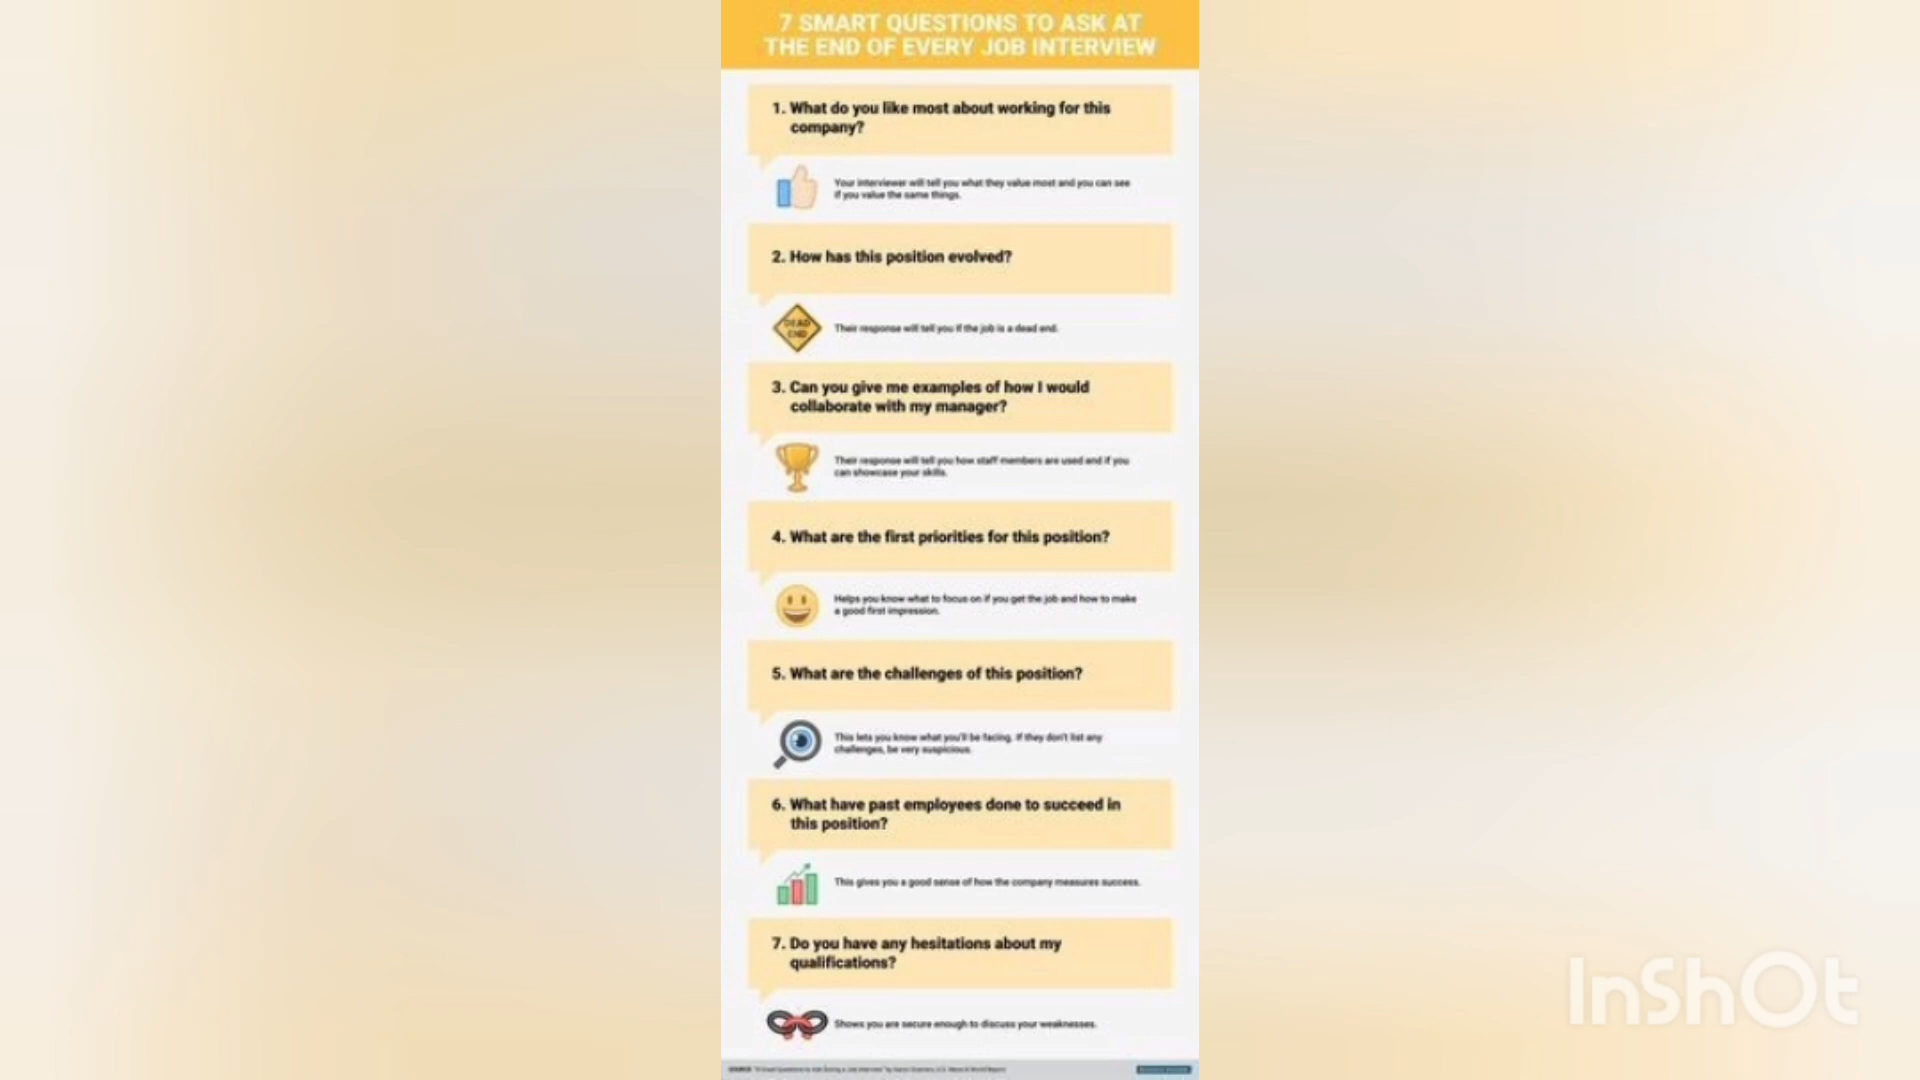 7 SMART QUESTIONS TO ASK AT
THE END OF EVERY JOB INTERVIEW
1. What do you like most about working for this
company?
Your interviewer will tell you what they value most and you can see
if you value the same things.
2. How has this position evolved?
DEAD
END
Their response will tell you if the job is a dead end.
3. Can you give me examples of how I would
collaborate with my manager?
Their response will tell you how staff members are used and if you
can showcase your skills.
4. What are the first priorities for this position?
Helps you know what to focus on if you get the job and how to make
a good first impression.
5. What are the challenges of this position?
This lets you know what you'll be facing. If they don't list any
challenges, be very suspicious.
6. What have past employees done to succeed in
this position?
This gives you a good sense of how the company measures success.
7. Do you have any hesitations about my
qualifications?
Shows you are secure enough to discuss your weaknesses.
SOURCE
InShOt